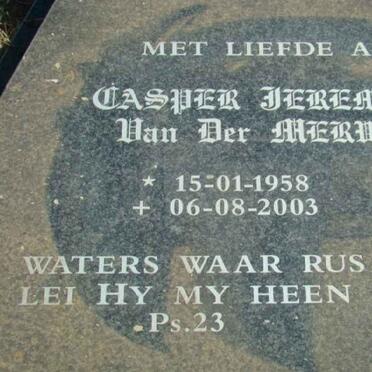 MET LIEFDE A
CASPER JEREM
Van Der MERW
* 15-01-1958
+ 06-08-2003
WATERS WAAR RUS
LEI HY MY HEEN
Ps.23